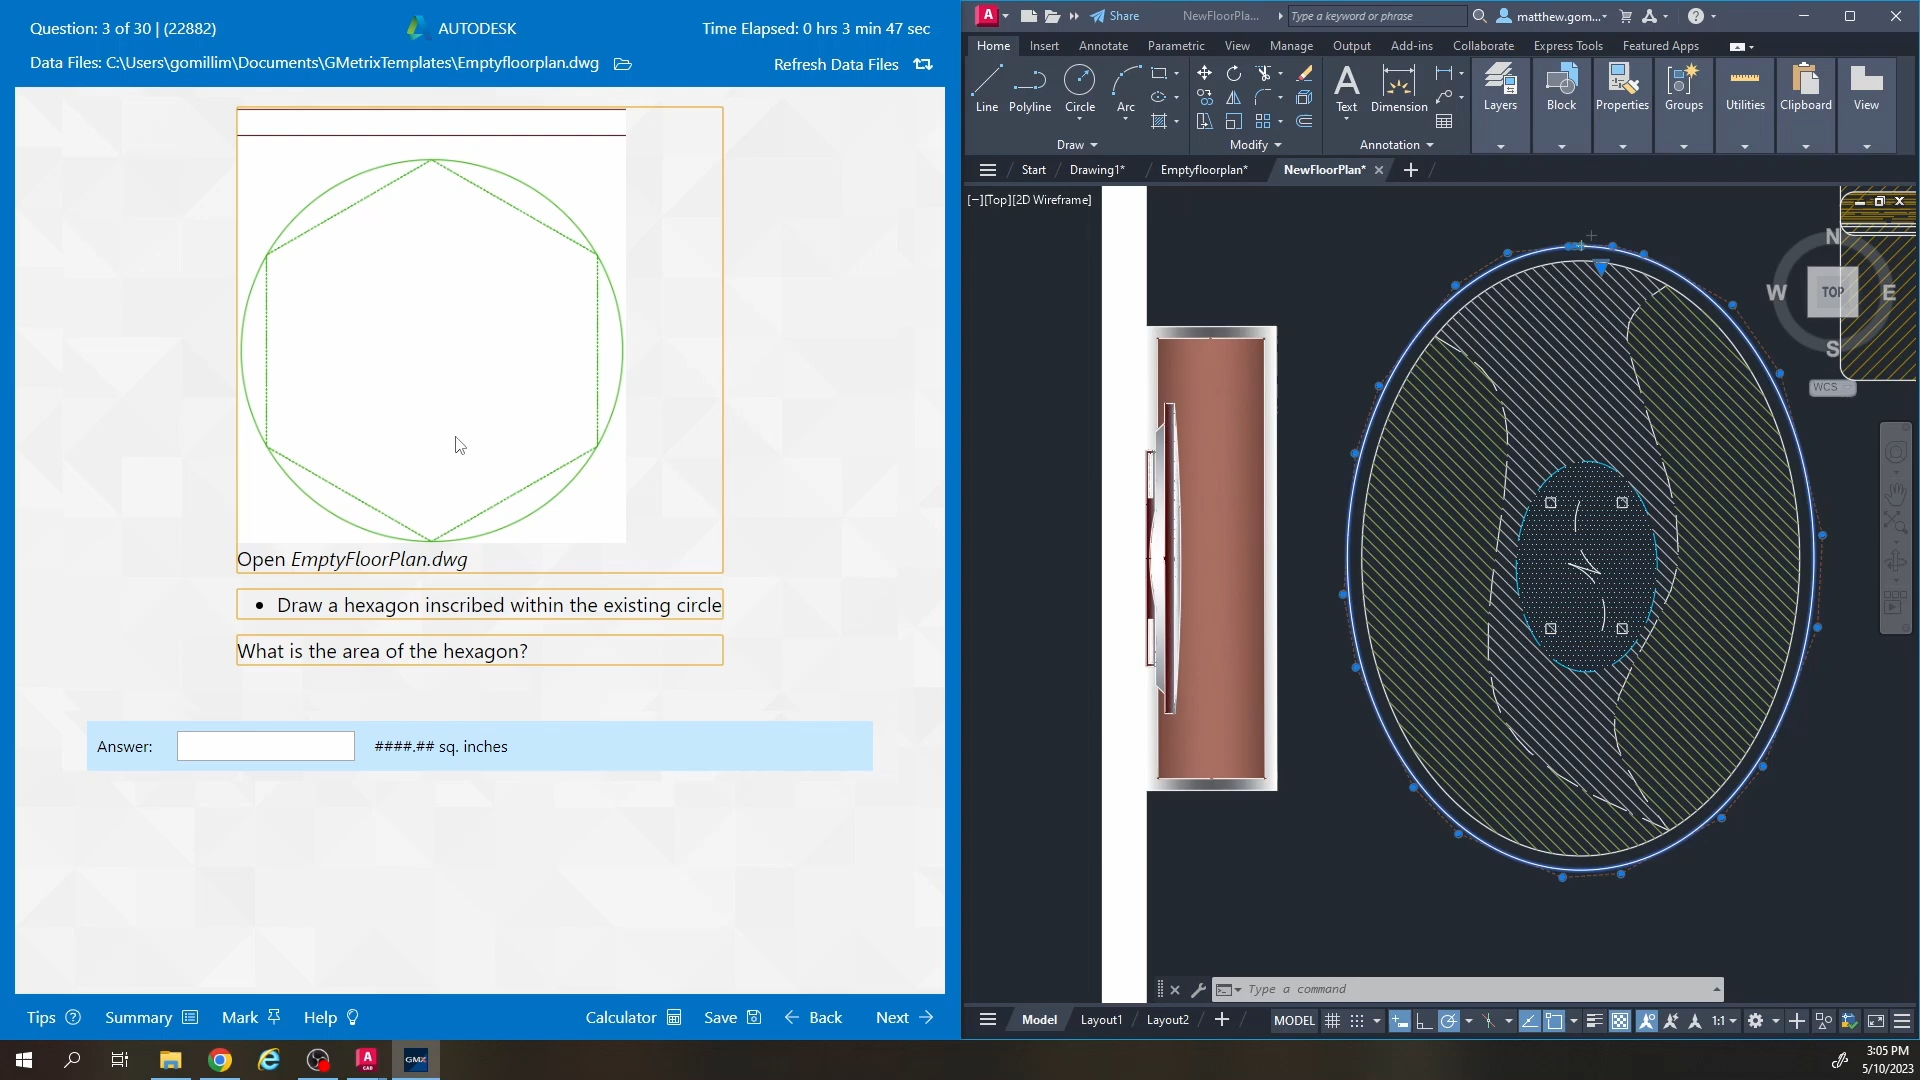 Question: 3 of 30 | (22882)
AUTODESK
Time Elapsed: 0 hrs 3 min 47 sec
Data Files: C:\Users\gomillim\Documents\GMetrixTemplates\Emptyfloorplan.dwg
Refresh Data Files
Open EmptyFloorPlan.dwg
• Draw a hexagon inscribed within the existing circle
What is the area of the hexagon?
Answer:
####.## sq. inches
Tips
Summary
Mark
Help
Calculator
Save
Back
Next
A
Share
NewFloorPla...
Type a keyword or phrase
matthew.gom...
Home
Insert
Annotate
Parametric
View
Manage
Output
Add-ins
Collaborate
Express Tools
Featured Apps
Line
Polyline
Circle
Arc
Text
Dimension
Layers
Block
Properties
Groups
Utilities
Clipboard
View
Draw
Modify
Annotation
Start
Drawing1*
Emptyfloorplan*
NewFloorPlan*
[−][Top][2D Wireframe]
N
W
TOP
E
S
WCS
Type a command
Model
Layout1
Layout2
MODEL
1:1
A
CAD
GMX
3:05 PM
5/10/2023